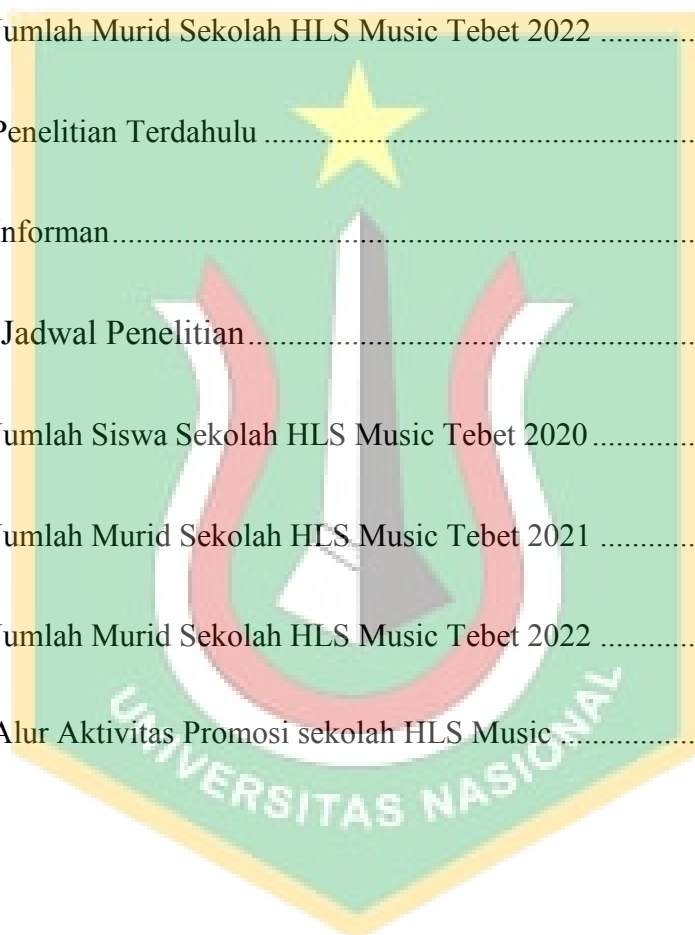 umlah Murid Sekolah HLS Music Tebet 2022 ............
Penelitian Terdahulu ......................................................
nforman.........................................................................
Jadwal Penelitian........................................................
umlah Siswa Sekolah HLS Music Tebet 2020.............
umlah Murid Sekolah HLS Music Tebet 2021 ............
umlah Murid Sekolah HLS Music Tebet 2022 ............
Alur Aktivitas Promosi sekolah HLS Music .................
UNIVERSITAS NASIONAL